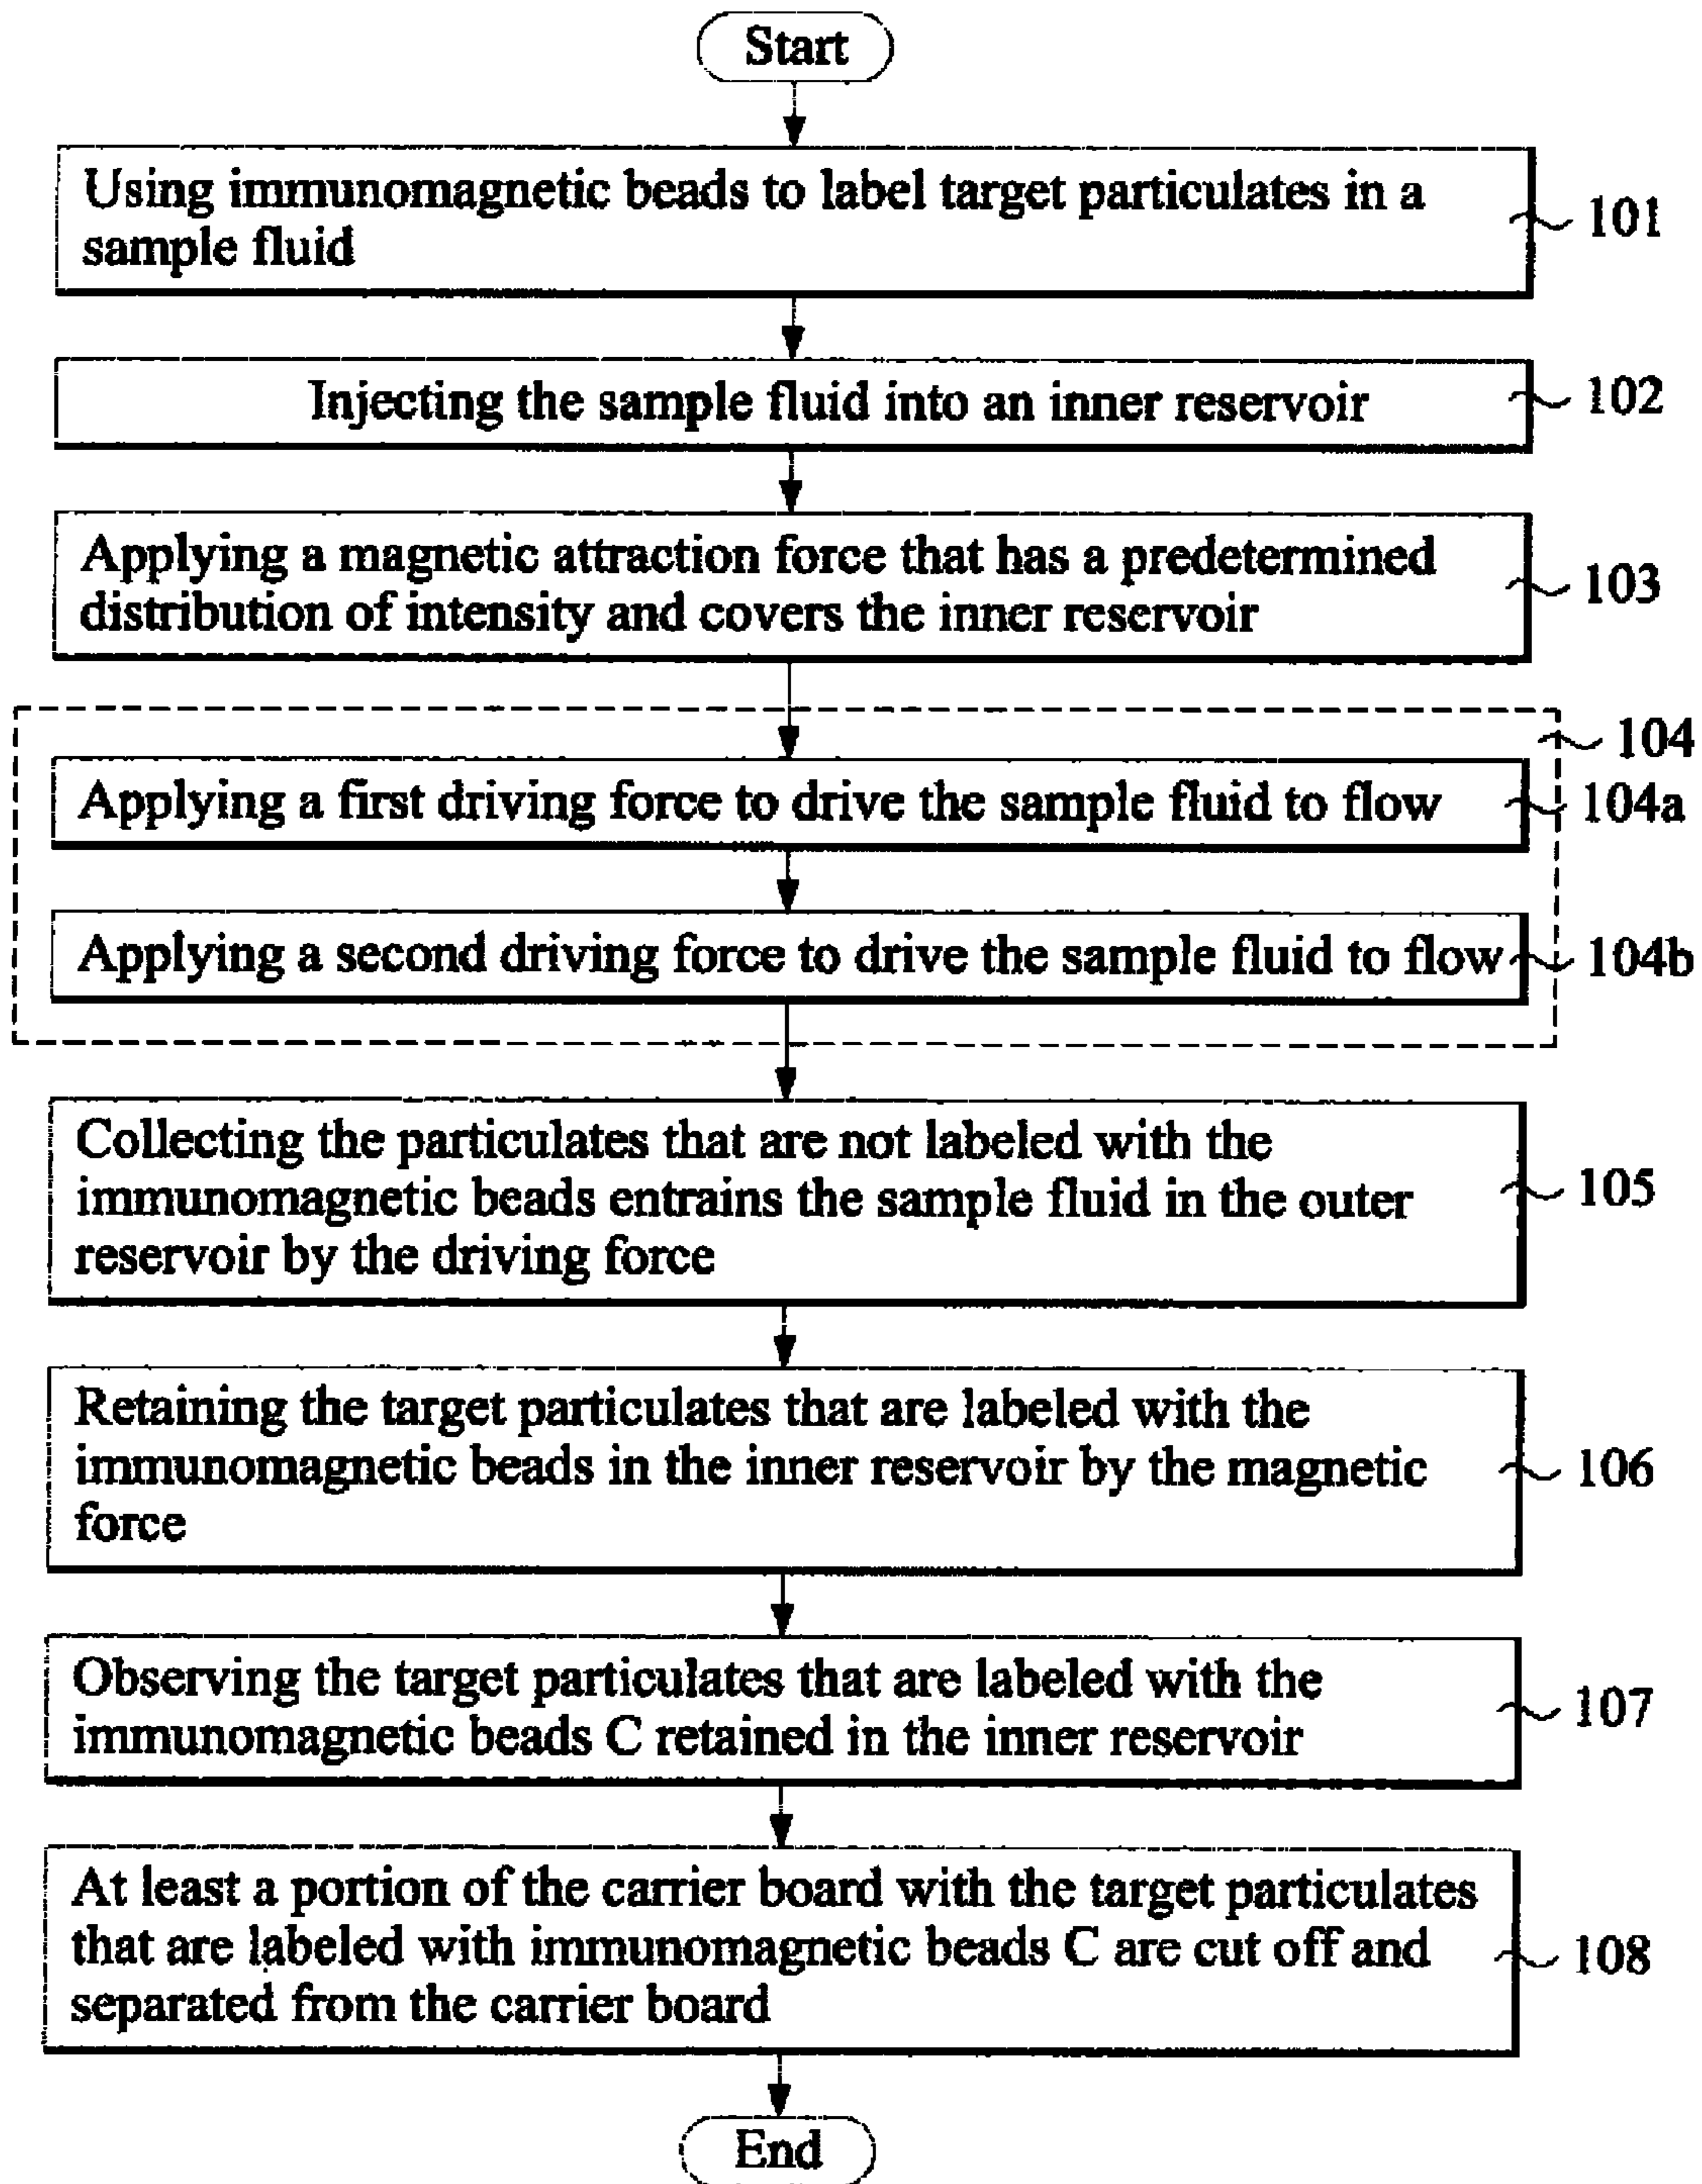 Start
Using immunomagnetic beads to label target particulates in a
sample fluid
101
Injecting the sample fluid into an inner reservoir
102
Applying a magnetic attraction force that has a predetermined
distribution of intensity and covers the inner reservoir
103
104
Applying a first driving force to drive the sample fluid to flow
104a
Applying a second driving force to drive the sample fluid to flow
104b
Collecting the particulates that are not labeled with the
immunomagnetic beads entrains the sample fluid in the outer
reservoir by the driving force
105
Retaining the target particulates that are labeled with the
immunomagnetic beads in the inner reservoir by the magnetic
force
106
Observing the target particulates that are labeled with the
immunomagnetic beads C retained in the inner reservoir
107
At least a portion of the carrier board with the target particulates
that are labeled with immunomagnetic beads C are cut off and
separated from the carrier board
108
End